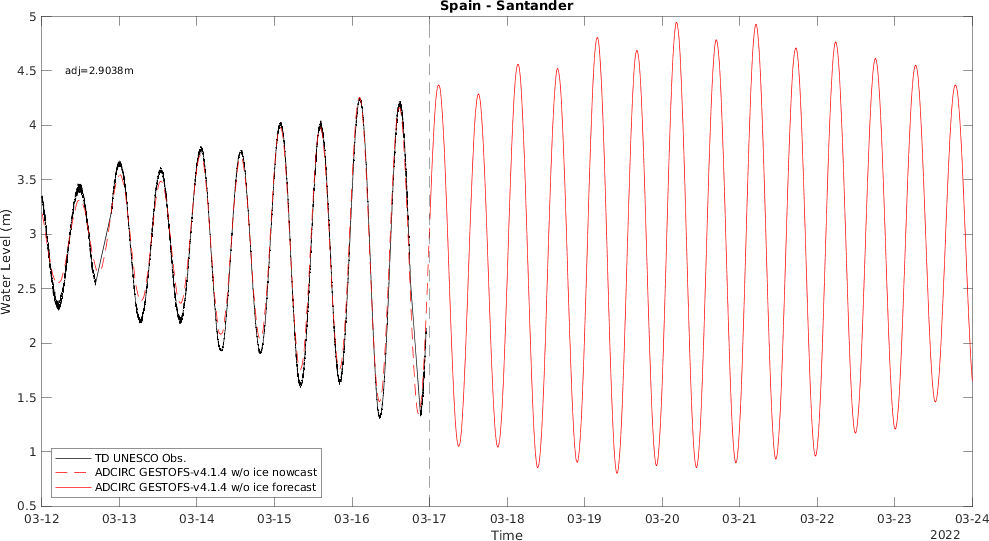 Spain - Santander
5
4.5
4
3.5
3
2.5
2
1.5
1
0.5
Water Level (m)
adj=2.9038m
TD UNESCO Obs.
ADCIRC GESTOFS-v4.1.4 w/o ice nowcast
ADCIRC GESTOFS-v4.1.4 w/o ice forecast
03-12 03-13 03-14 03-15 03-16 03-17 03-18 03-19 03-20 03-21 03-22 03-23 03-24
Time
2022